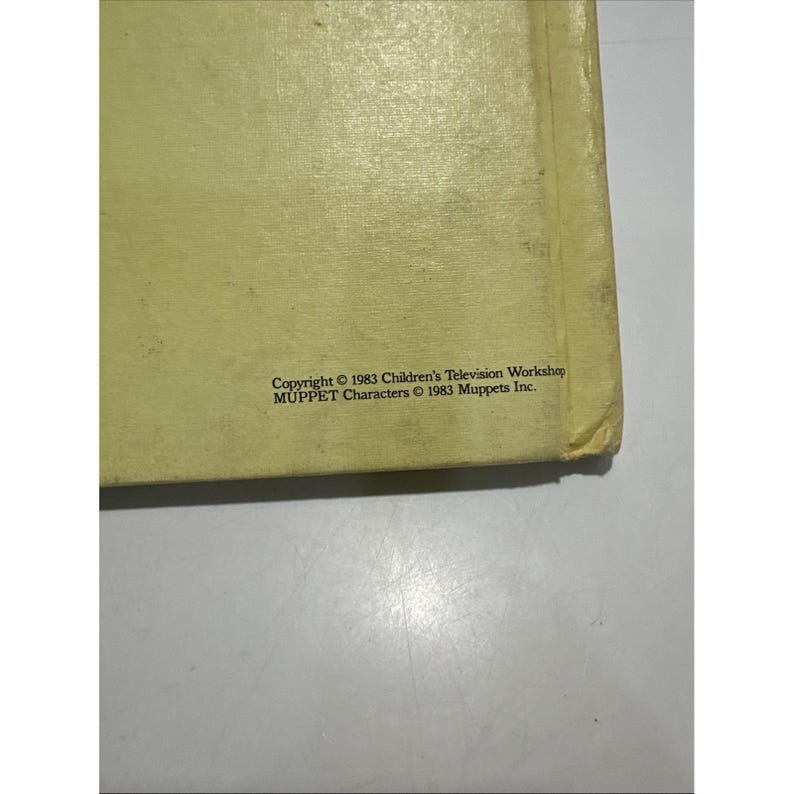 Copyright © 1983 Children's Television Workshop
MUPPET Characters © 1983 Muppets Inc.